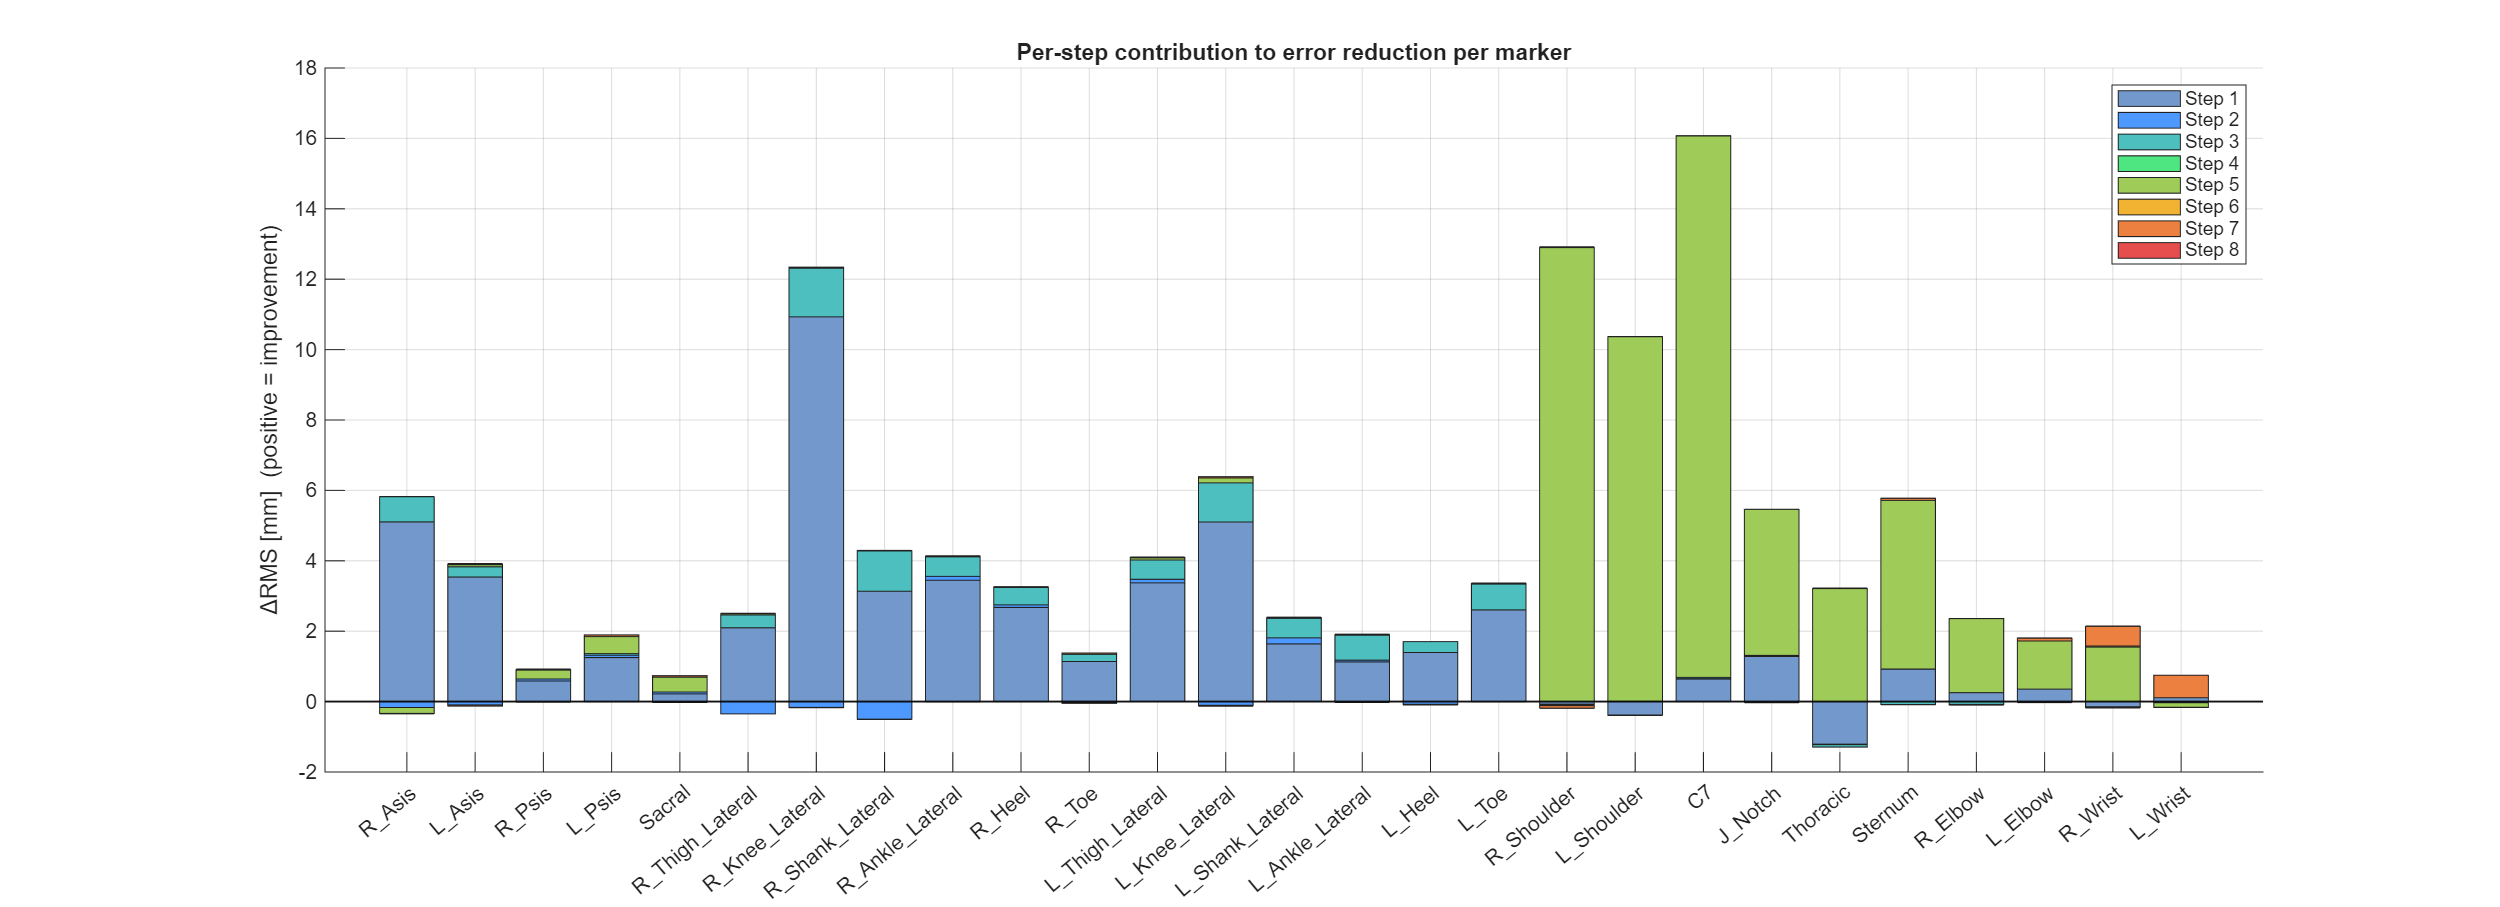 Per-step contribution to error reduction per marker
ΔRMS [mm]  (positive = improvement)
18
16
14
12
10
8
6
4
2
0
-2
Step 1
Step 2
Step 3
Step 4
Step 5
Step 6
Step 7
Step 8
R_Asis
L_Asis
R_Psis
L_Psis
Sacral
R_Thigh_Lateral
R_Knee_Lateral
R_Shank_Lateral
R_Ankle_Lateral
R_Heel
R_Toe
L_Thigh_Lateral
L_Knee_Lateral
L_Shank_Lateral
L_Ankle_Lateral
L_Heel
L_Toe
R_Shoulder
L_Shoulder
C7
J_Notch
Thoracic
Sternum
R_Elbow
L_Elbow
R_Wrist
L_Wrist